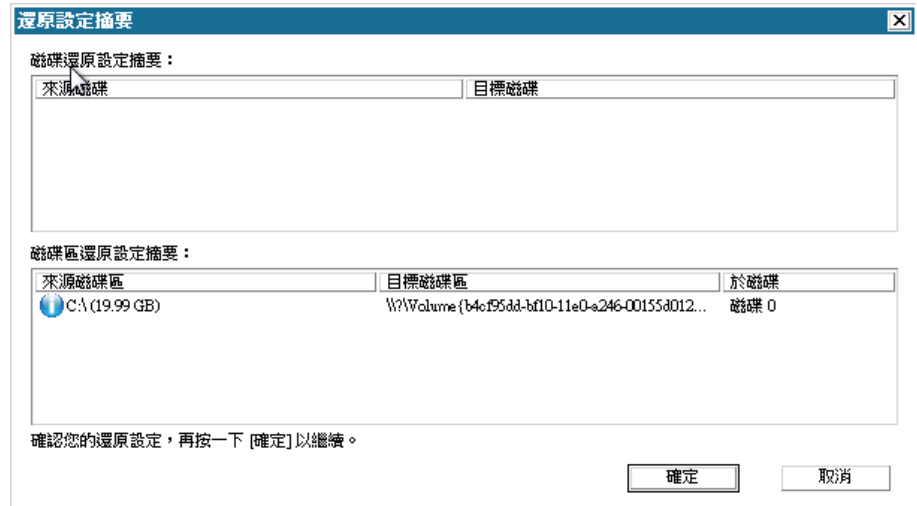 還原設定摘要
磁碟還原設定摘要：
來源磁碟 目標磁碟
磁碟區還原設定摘要：
來源磁碟區 目標磁碟區 於磁碟
C:\ (19.99 GB) \\?\Volume{b4cf95dd-bf10-11e0-a246-00155d012... 磁碟 0
確認您的還原設定，再按一下 [確定] 以繼續。
確定 取消